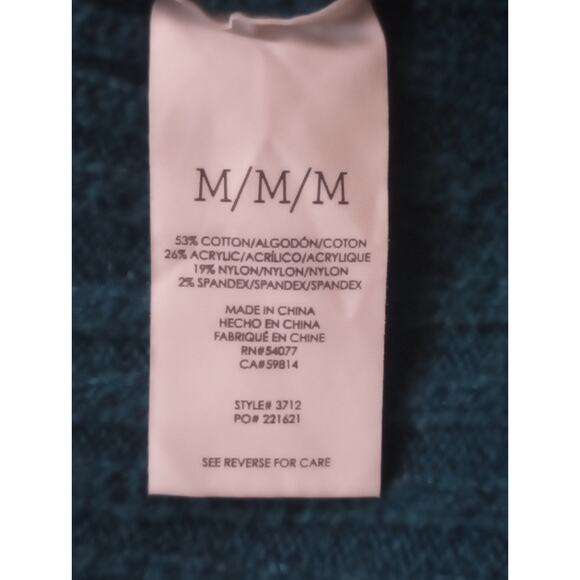 M/M/M
53% COTTON/ALGODÓN/COTON
26% ACRYLIC/ACRÍLICO/ACRYLIQUE
19% NYLON/NYLON/NYLON
2% SPANDEX/SPANDEX/SPANDEX
MADE IN CHINA
HECHO EN CHINA
FABRIQUÉ EN CHINE
RN#54077
CA#59814
STYLE# 3712
PO# 221621
SEE REVERSE FOR CARE